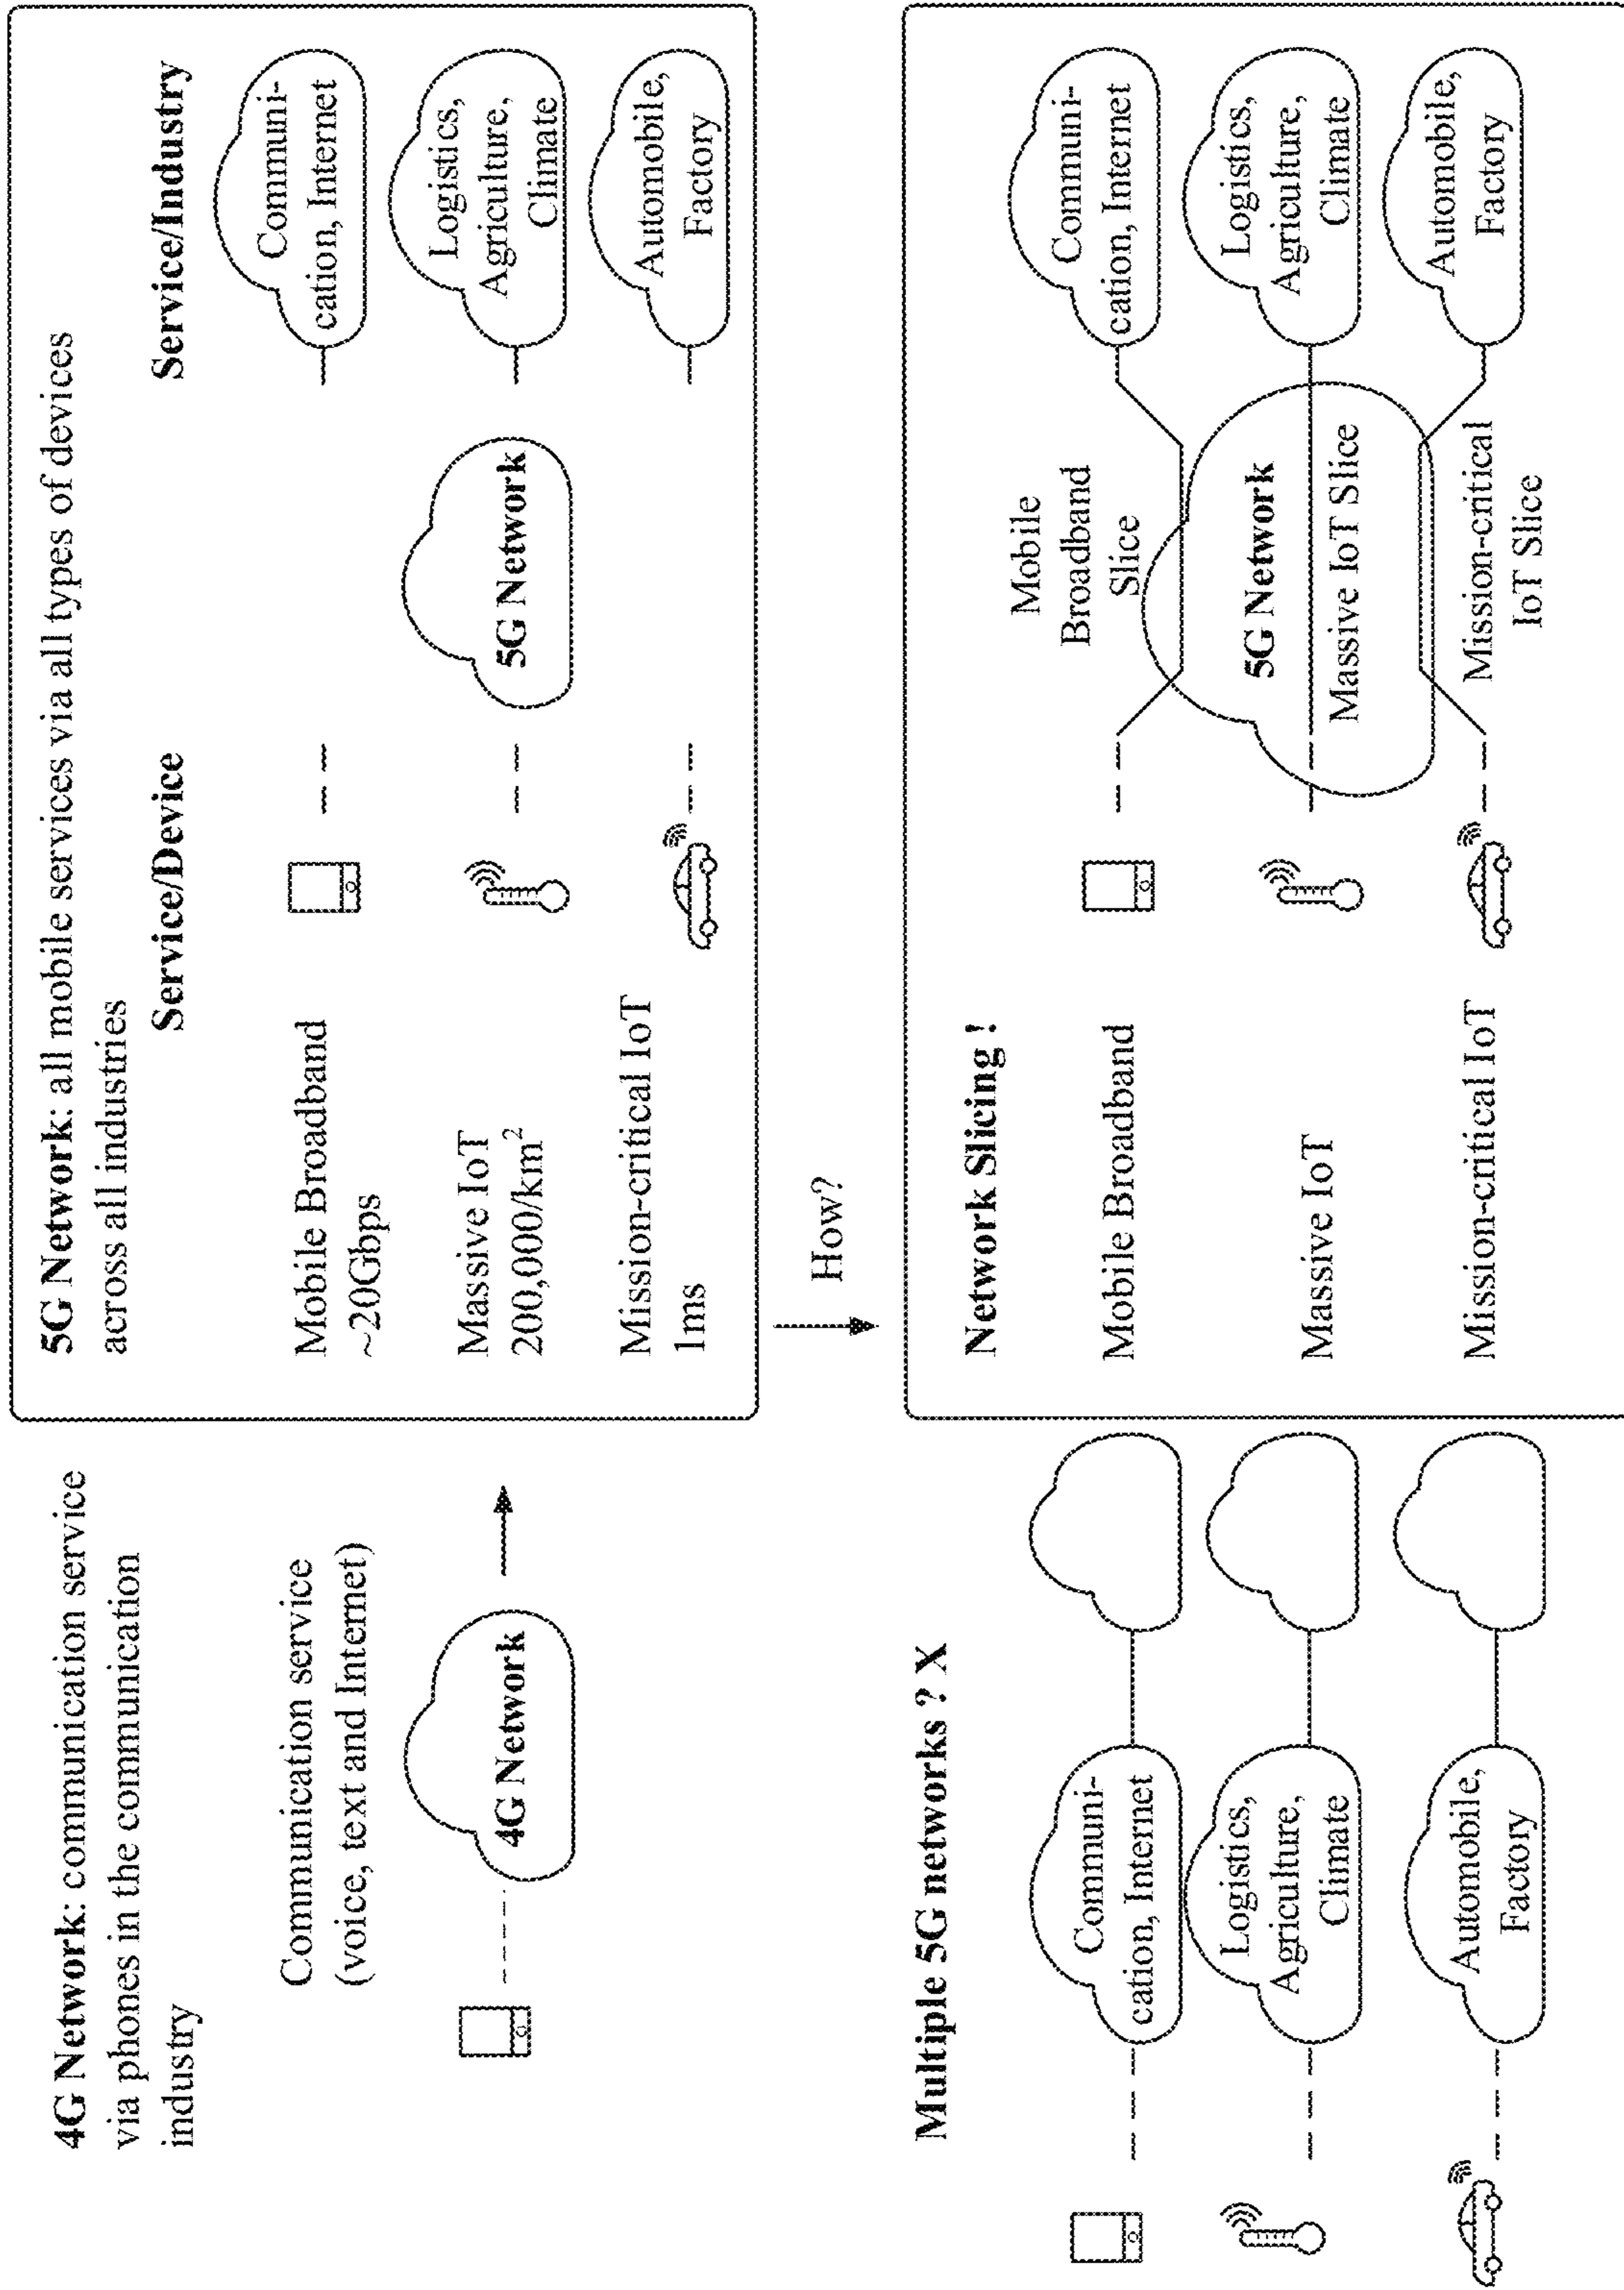 4G Network: communication service
via phones in the communication
industry
Communication service
(voice, text and Internet)
4G Network
5G Network: all mobile services via all types of devices
across all industries
Service/Device
Service/Industry
Mobile Broadband
~20Gbps
Communi-
cation, Internet
Massive IoT
200,000/km²
5G Network
Logistics,
Agriculture,
Climate
Mission-critical IoT
1ms
Automobile,
Factory
How?
Multiple 5G networks ? X
Communi-
cation, Internet
Logistics,
Agriculture,
Climate
Automobile,
Factory
Network Slicing !
Mobile Broadband
Mobile
Broadband
Slice
Communi-
cation, Internet
Massive IoT
5G Network
Massive IoT Slice
Logistics,
Agriculture,
Climate
Mission-critical IoT
Mission-critical
IoT Slice
Automobile,
Factory